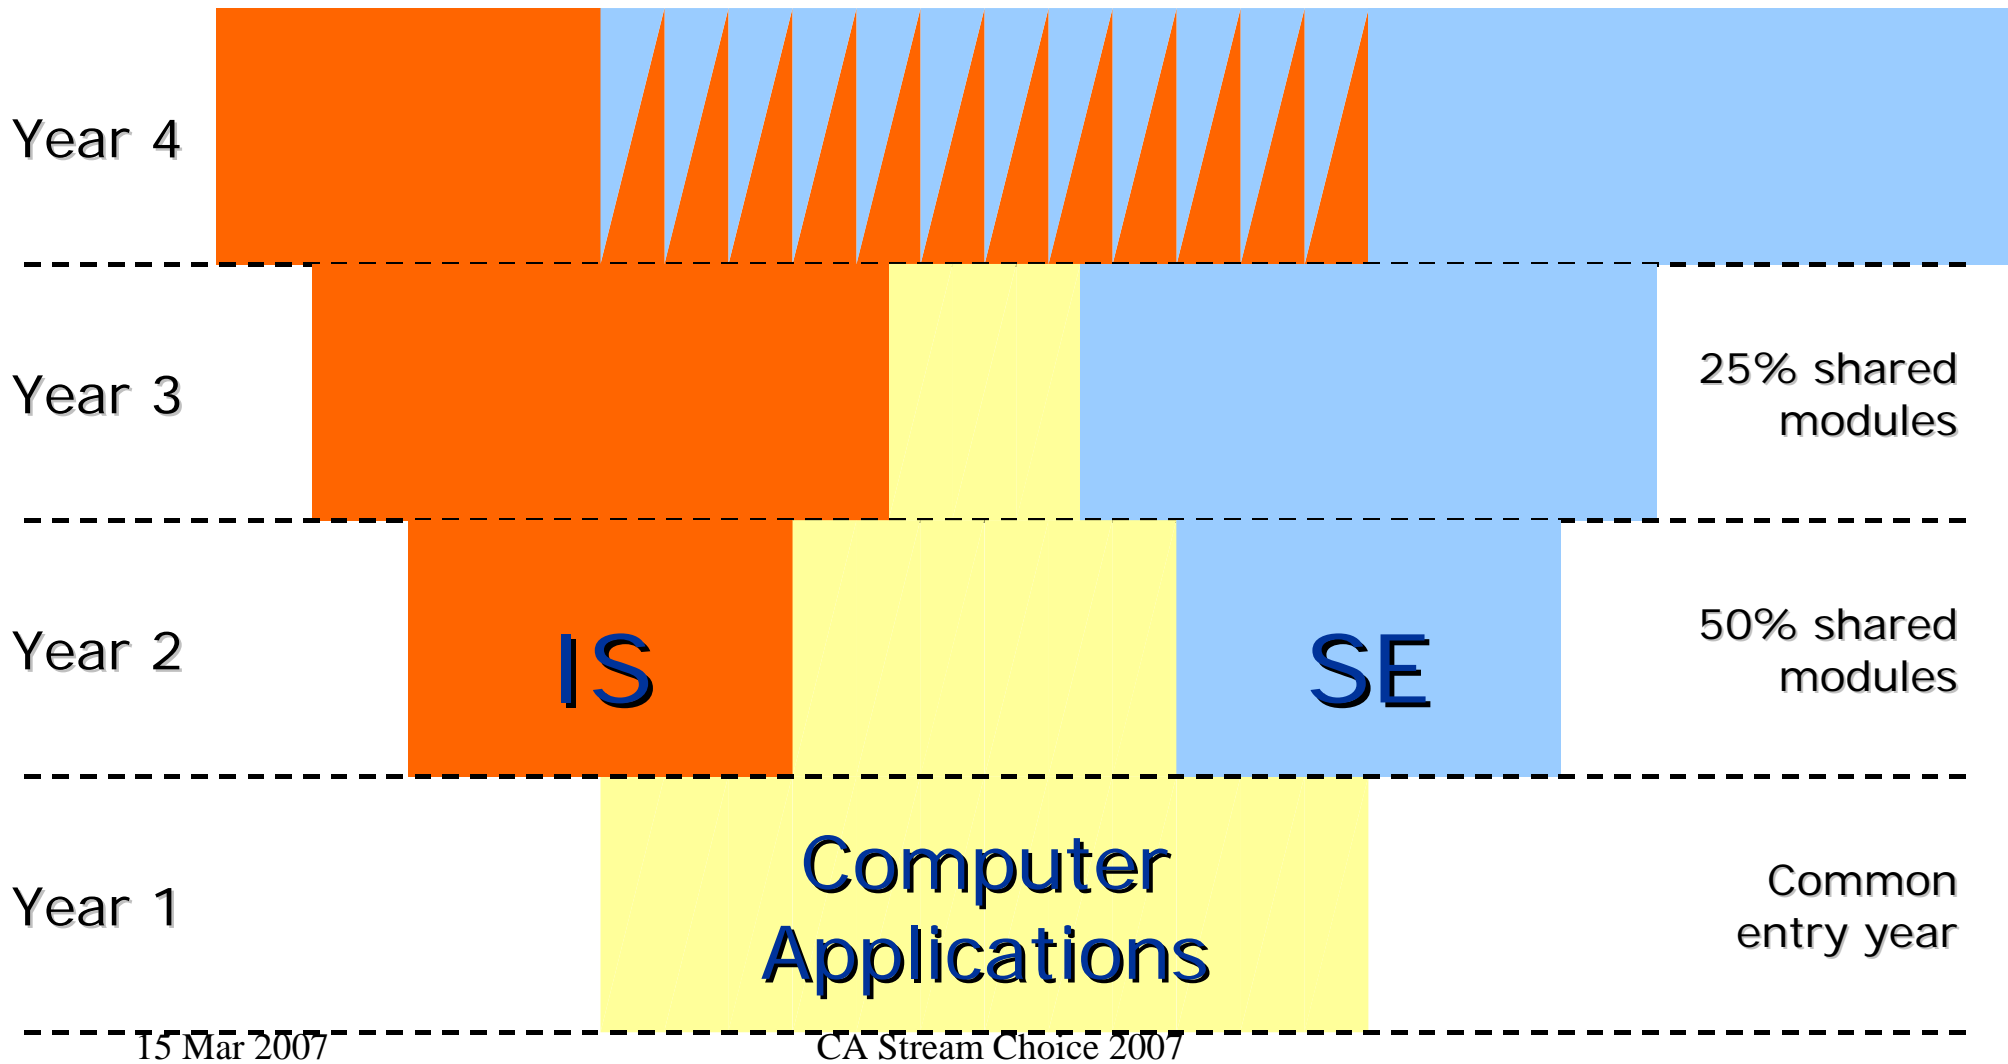 Year 4
Year 3
25% shared
modules
Year 2
IS
SE
50% shared
modules
Year 1
Computer
Applications
Common
entry year
15 Mar 2007
CA Stream Choice 2007